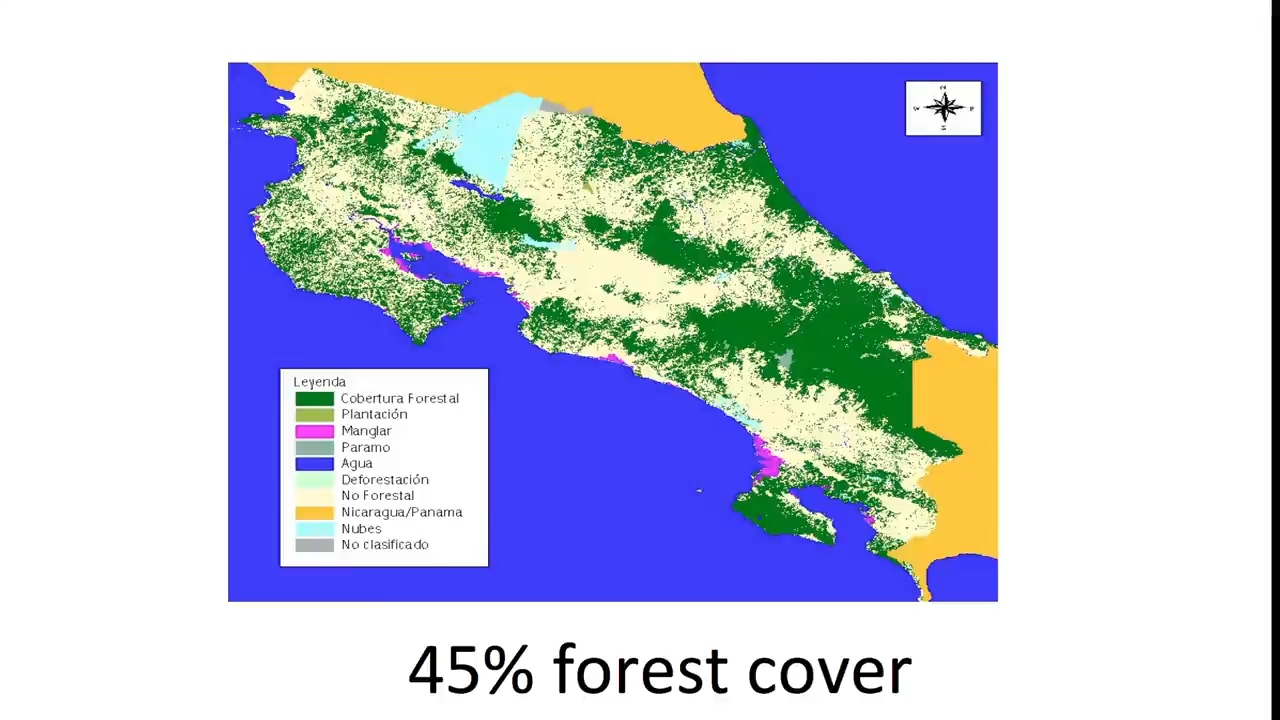 Leyenda
Cobertura Forestal
Plantación
Manglar
Paramo
Agua
Deforestación
No Forestal
Nicaragua/Panama
Nubes
No clasificado
45% forest cover